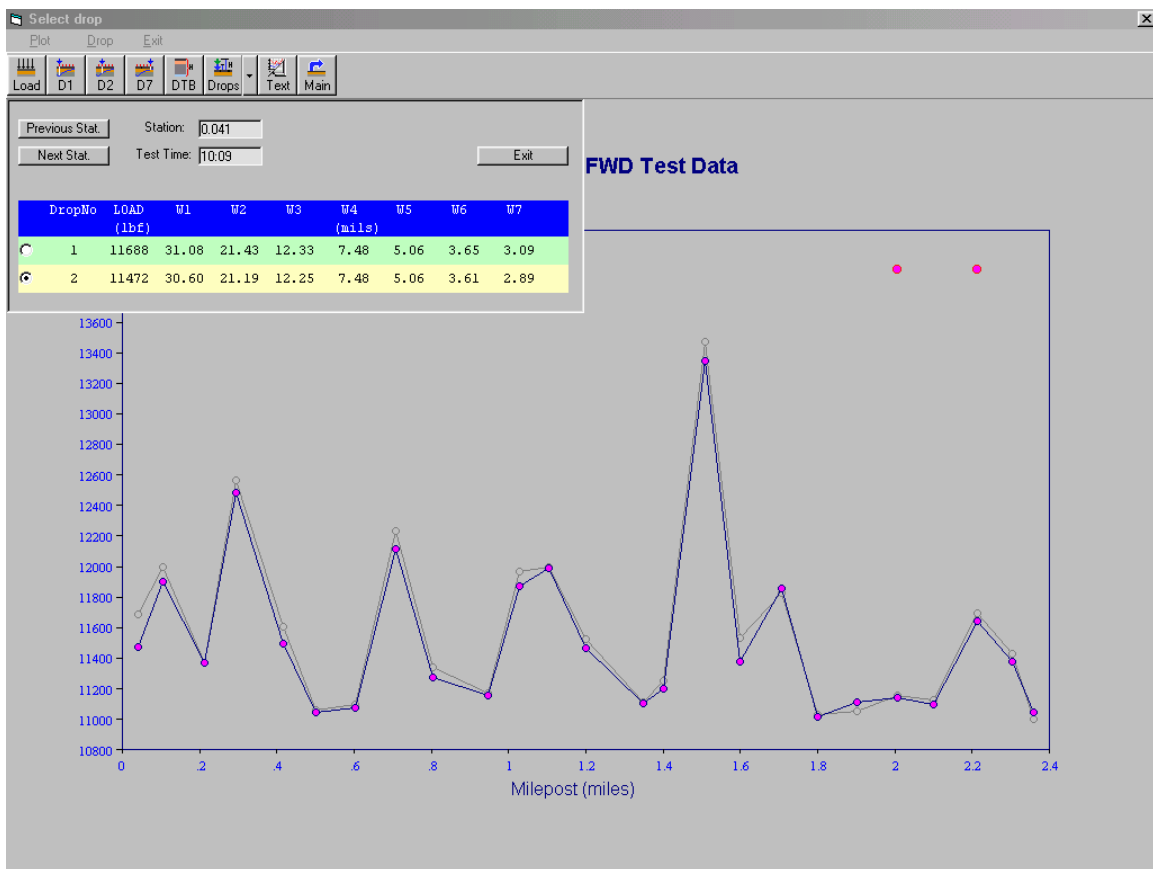 Select drop
Plot Drop Exit
Load D1 D2 D7 DTB Drops Text Main
Previous Stat. Station: 0.041
Next Stat. Test Time: 10:09 Exit
FWD Test Data
DropNo LOAD W1 W2 W3 W4 W5 W6 W7
(lbf) (mils)
1 11688 31.08 21.43 12.33 7.48 5.06 3.65 3.09
2 11472 30.60 21.19 12.25 7.48 5.06 3.61 2.89
13600
13400
13200
13000
12800
12600
12400
12200
12000
11800
11600
11400
11200
11000
10800
0 .2 .4 .6 .8 1 1.2 1.4 1.6 1.8 2 2.2 2.4
Milepost (miles)